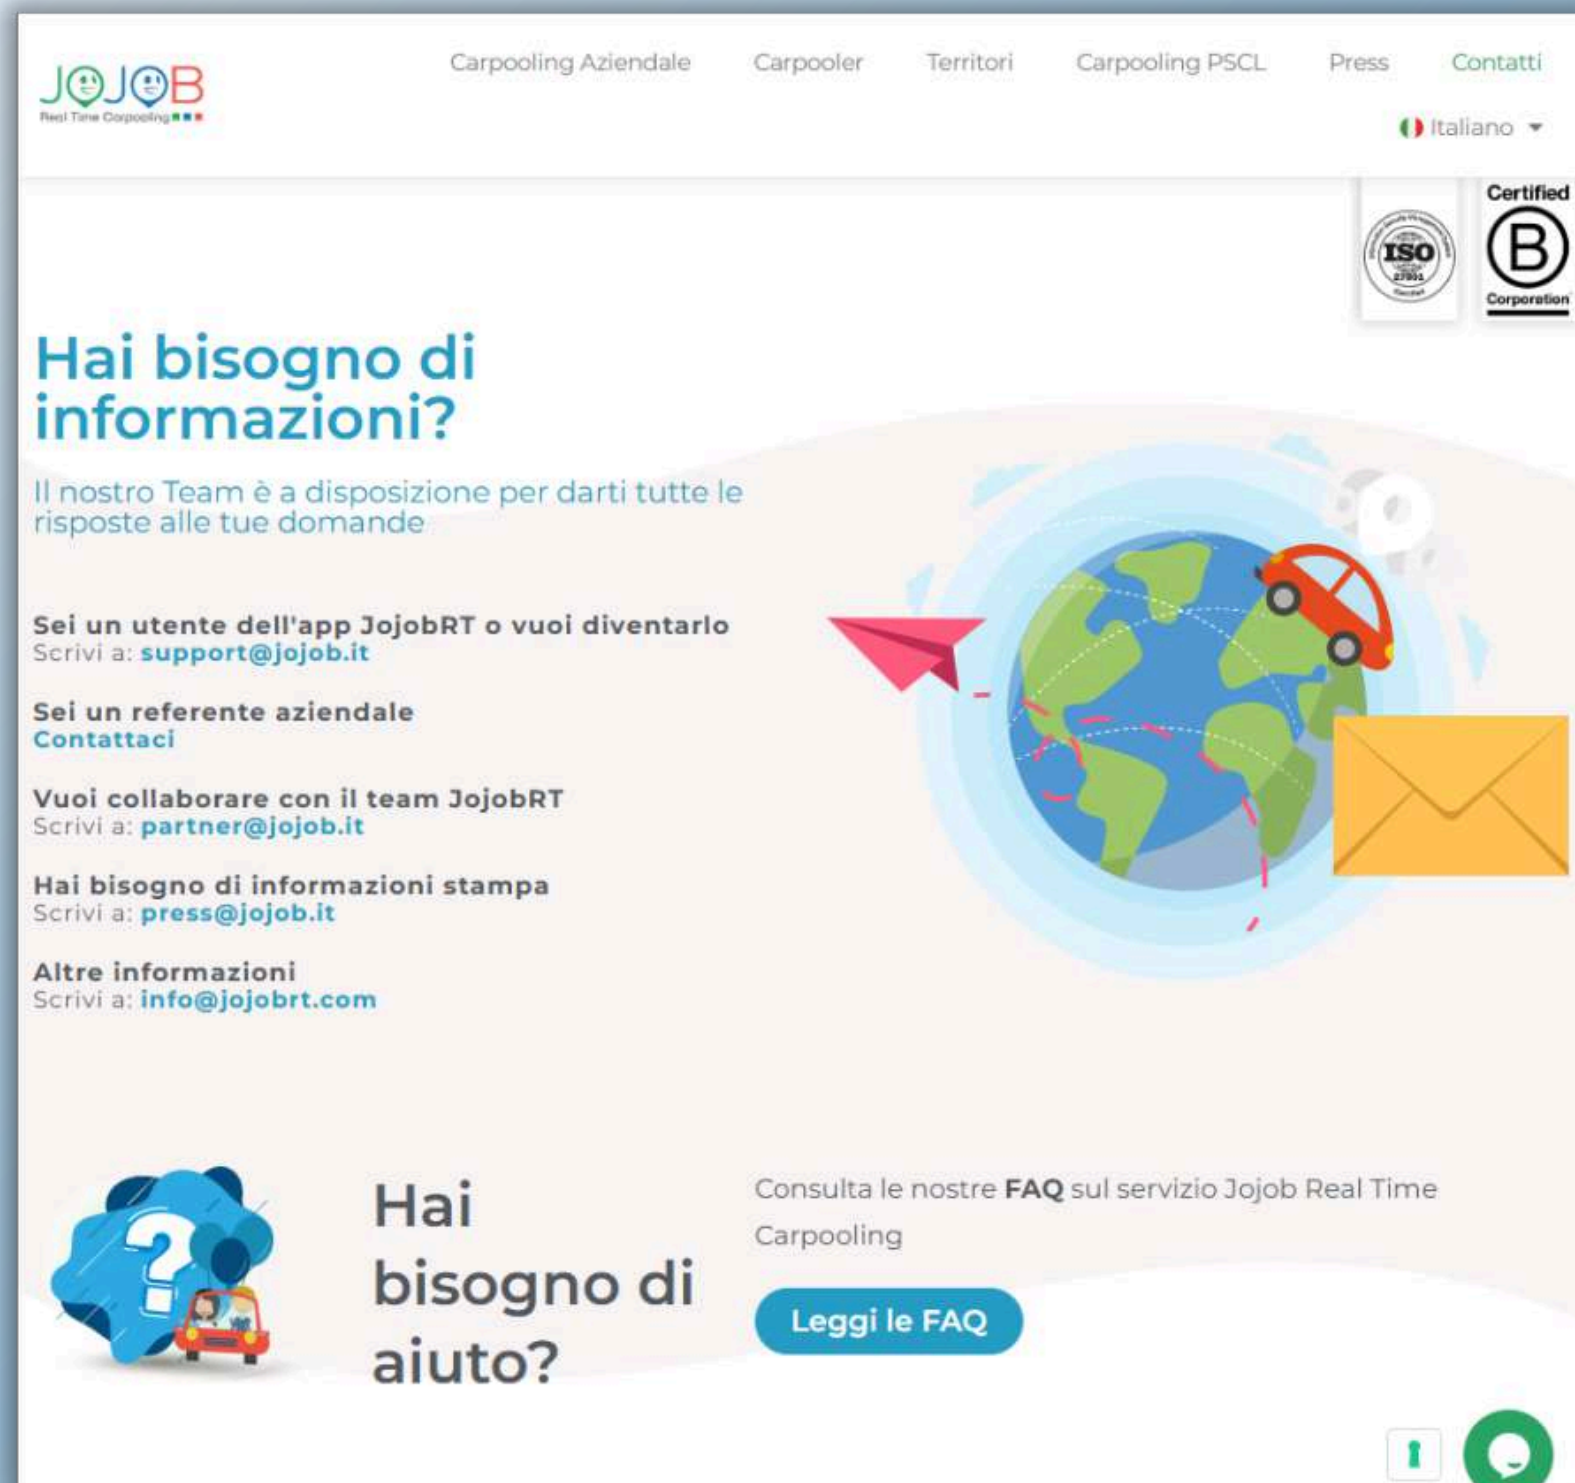 Carpooling Aziendale Carpooler Territori Carpooling PSCL Press Contatti
JOJOB
Real Time Carpooling
Italiano
Certified
B
Corporation
ISO
27001
Hai bisogno di
informazioni?
Il nostro Team è a disposizione per darti tutte le
risposte alle tue domande
Sei un utente dell'app JojobRT o vuoi diventarlo
Scrivi a: support@jojob.it
Sei un referente aziendale
Contattaci
Vuoi collaborare con il team JojobRT
Scrivi a: partner@jojob.it
Hai bisogno di informazioni stampa
Scrivi a: press@jojob.it
Altre informazioni
Scrivi a: info@jojobrt.com
Hai
bisogno di
aiuto?
Consulta le nostre FAQ sul servizio Jojob Real Time
Carpooling
Leggi le FAQ